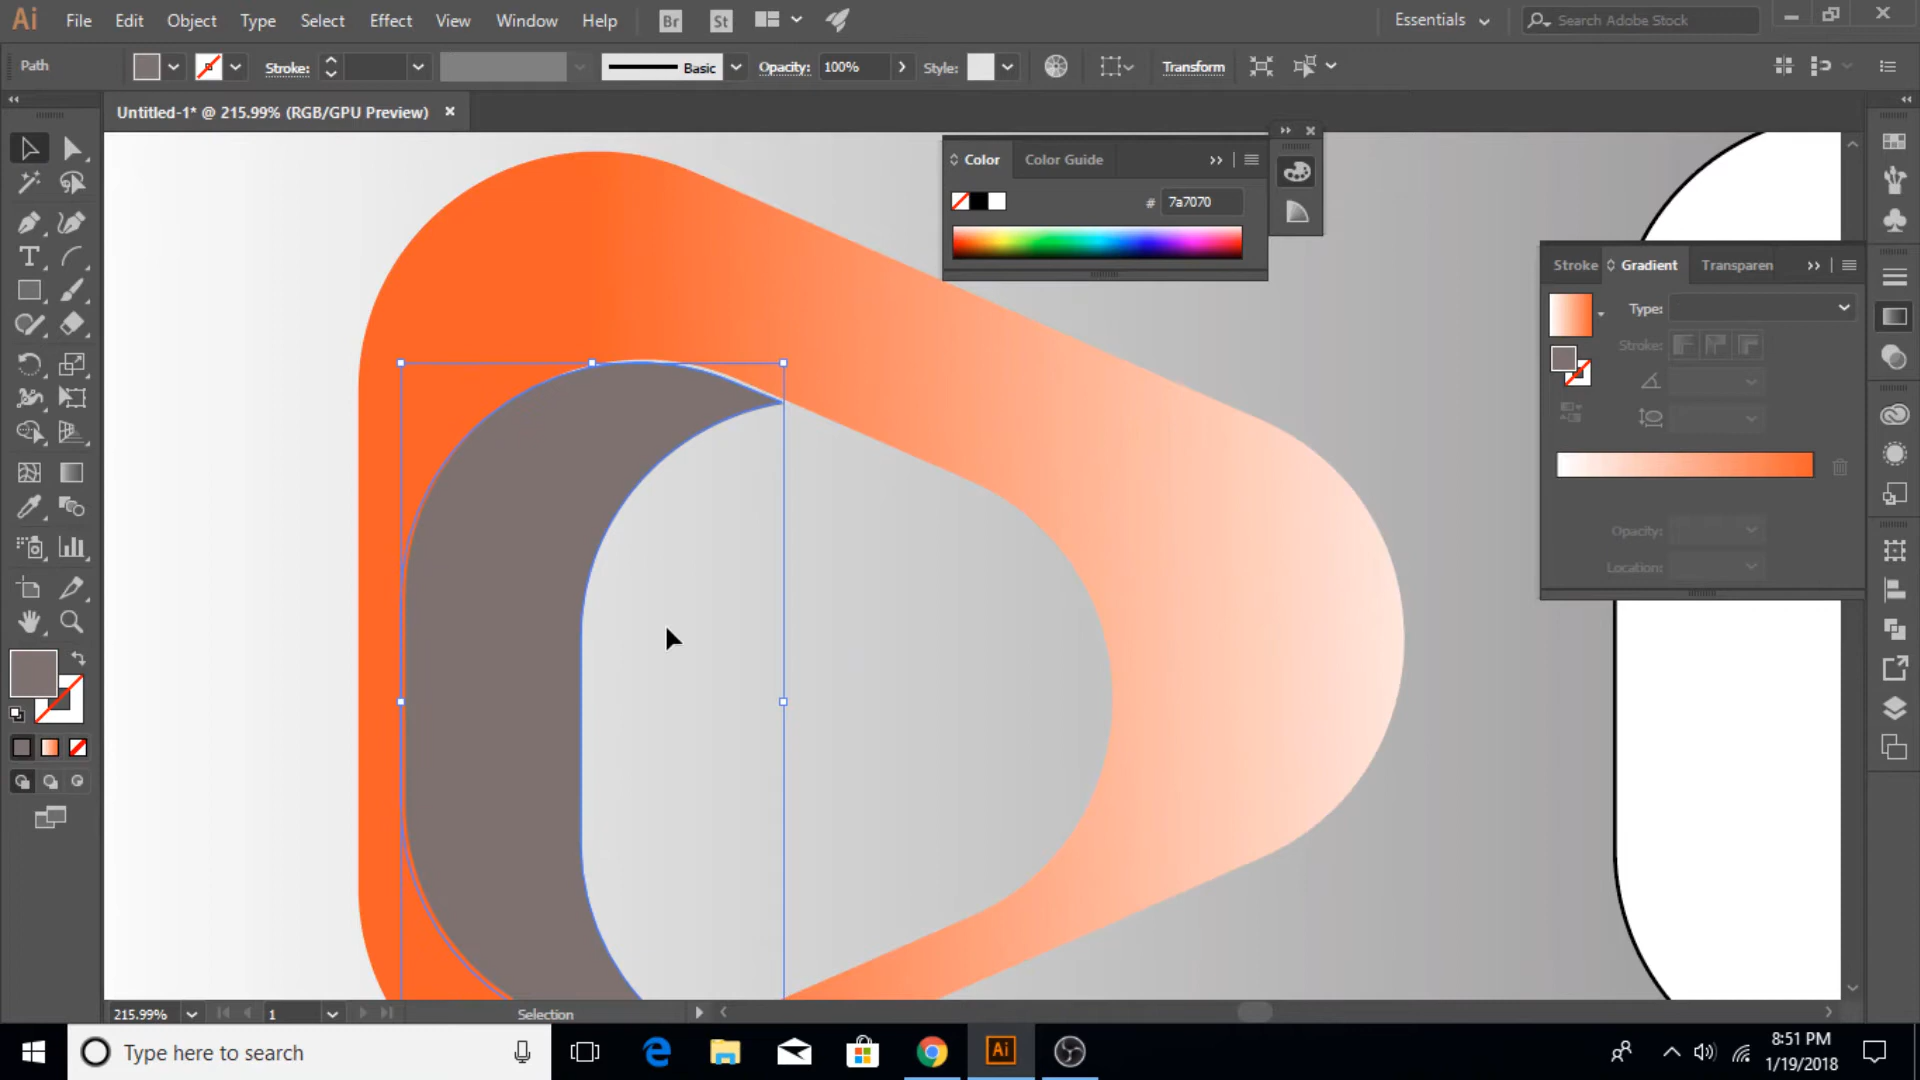 Ai File Edit Object Type Select Effect View Window Help Br St Essentials Search Adobe Stock
Path Stroke: Basic Opacity: 100% Style: Transform
Untitled-1* @ 215.99% (RGB/GPU Preview)
Color Color Guide
# 7a7070
Stroke Gradient Transparen
Type:
Stroke:
Opacity:
Location:
215.99% 1 Selection
Type here to search
Ai
8:51 PM
1/19/2018